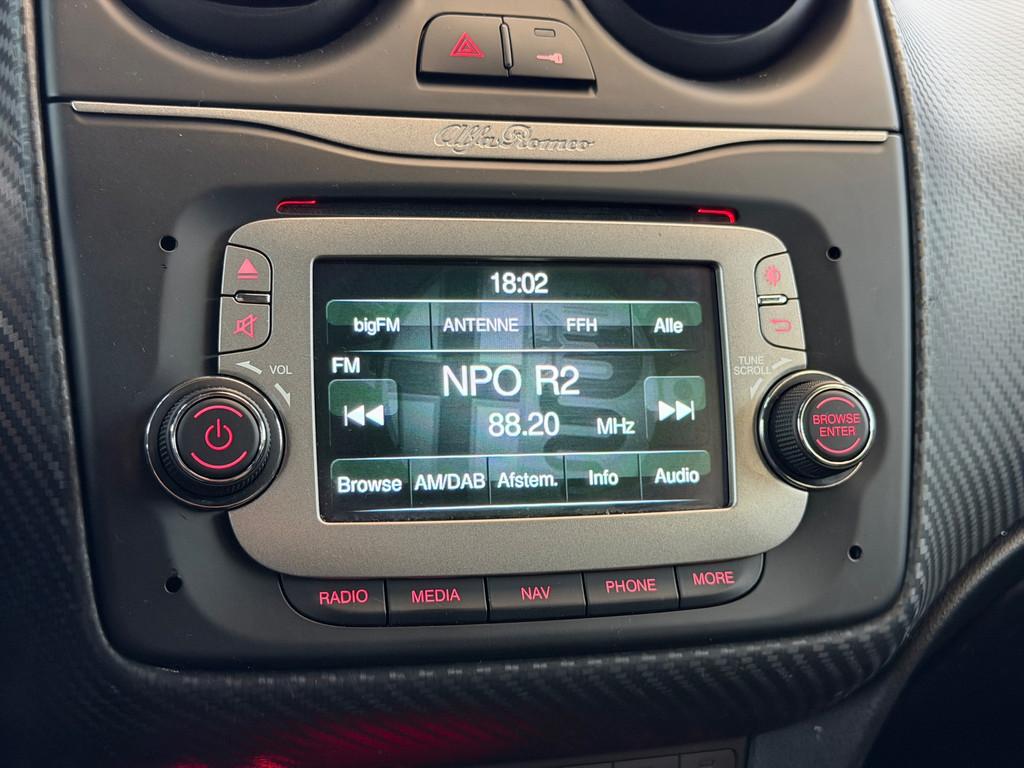 Alfa Romeo
18:02
bigFM ANTENNE FFH Alle
FM
NPO R2
88.20 MHz
Browse AM/DAB Afstem. Info Audio
VOL
TUNE
SCROLL
BROWSE
ENTER
RADIO MEDIA NAV PHONE MORE